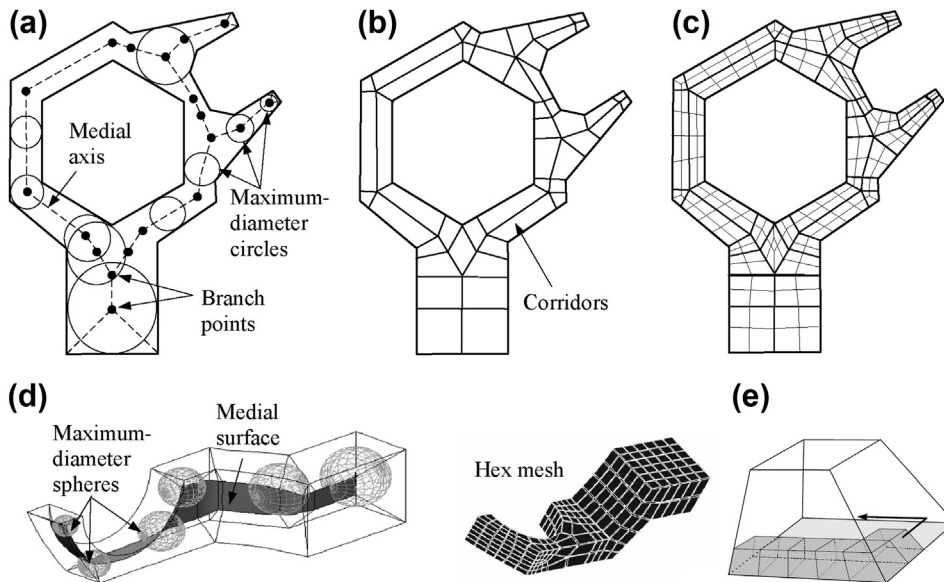 (a)
(b)
(c)
Medial
axis
Maximum-
diameter
circles
Branch
points
Corridors
(d)
(e)
Maximum-
diameter
spheres
Medial
surface
Hex mesh